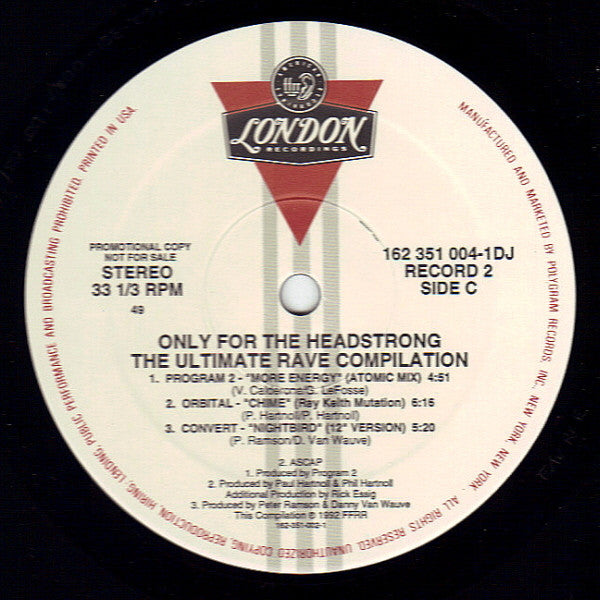 ffrr
LONDON
RECORDINGS
PROMOTIONAL COPY
NOT FOR SALE
STEREO
33 1/3 RPM
49
162 351 004-1DJ
RECORD 2
SIDE C
ONLY FOR THE HEADSTRONG
THE ULTIMATE RAVE COMPILATION
1. PROGRAM 2 - "MORE ENERGY" (ATOMIC MIX) 4:51
(V. Calderone/G. LaRosse)
2. ORBITAL - "CHIME" (Ray Keith Mutation) 6:16
(P. Hartnoll/P. Hartnoll)
3. CONVERT - "NIGHTBIRD" (12" VERSION) 5:20
(P. Ramson/D. Van Wauve)
2. ASCAP
1. Produced by Program 2
2. Produced by Paul Hartnoll & Phil Hartnoll
Additional Production by Rick Essig
3. Produced by Peter Ramson & Danny Van Wauve
This Compilation ℗ 1992 FFRR
162-351-002-1
MANUFACTURED AND MARKETED BY POLYGRAM RECORDS INC., NEW YORK, NEW YORK. ALL RIGHTS RESERVED. UNAUTHORIZED COPYING, REPRODUCTION, HIRING, LENDING, PUBLIC PERFORMANCE AND BROADCASTING PROHIBITED. PRINTED IN USA.